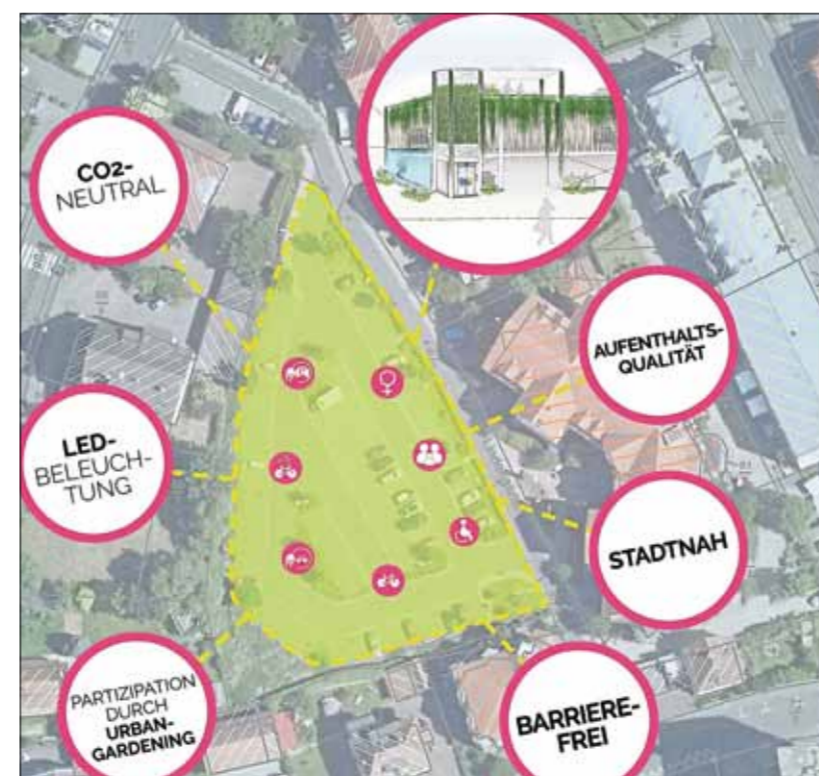 CO2-
NEUTRAL
AUFENTHALTS-
QUALITÄT
LED-
BELEUCH-
TUNG
STADTNAH
PARTIZIPATION
DURCH
URBAN-
GARDENING
BARRIERE-
FREI